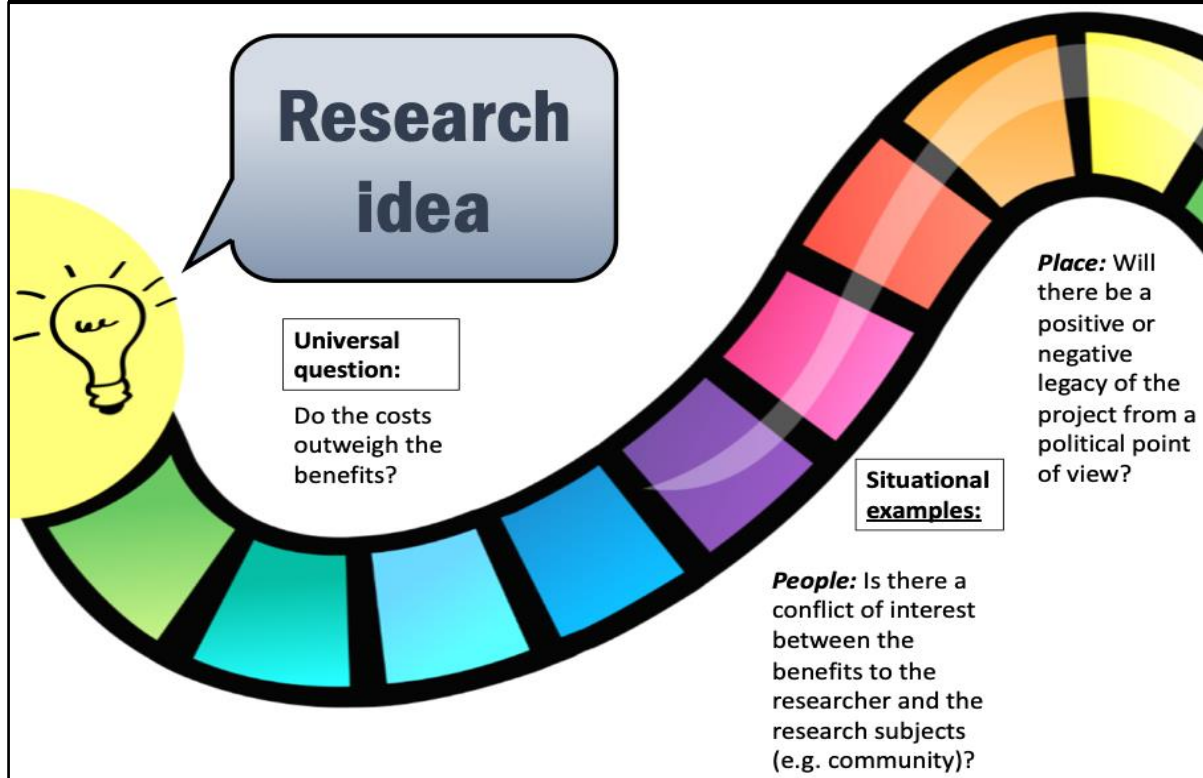 Research
idea
Universal
question:
Do the costs
outweigh the
benefits?
Situational
examples:
People: Is there a
conflict of interest
between the
benefits to the
researcher and the
research subjects
(e.g. community)?
Place: Will
there be a
positive or
negative
legacy of the
project from a
political point
of view?